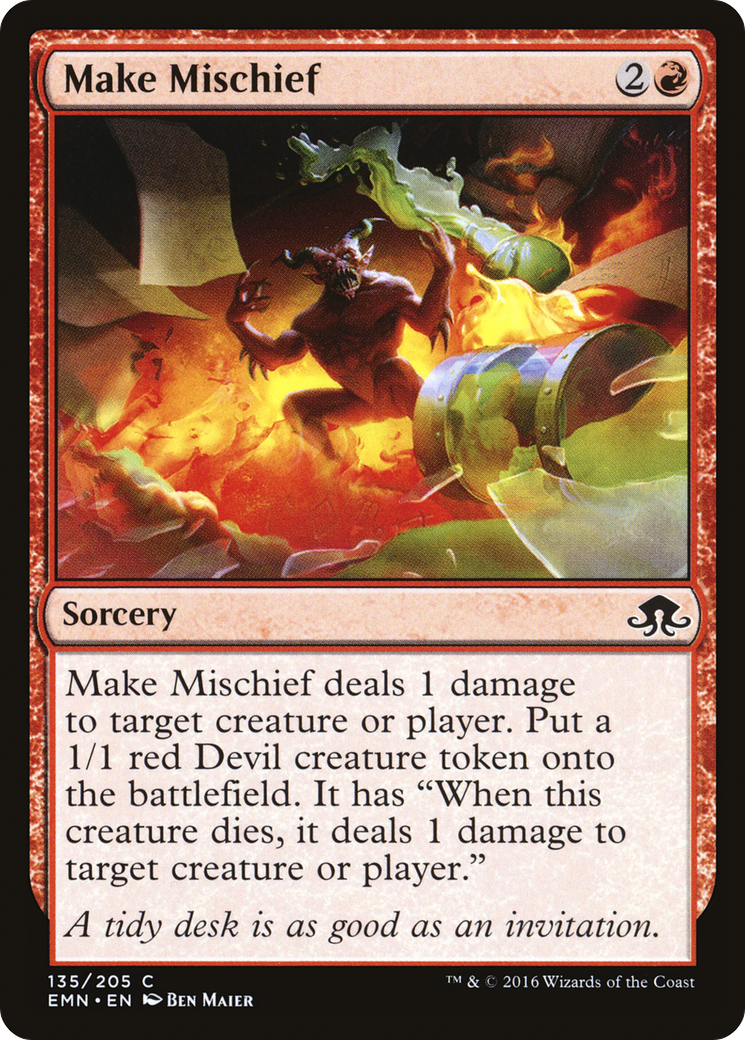 Make Mischief 2
Sorcery
Make Mischief deals 1 damage
to target creature or player. Put a
1/1 red Devil creature token onto
the battlefield. It has “When this
creature dies, it deals 1 damage to
target creature or player.”
A tidy desk is as good as an invitation.
135/205 C
EMN • EN Ben Maier
™ & © 2016 Wizards of the Coast